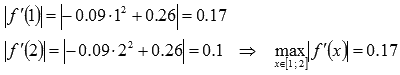 |f′(1)| = |−0.09·1² + 0.26| = 0.17
|f′(2)| = |−0.09·2² + 0.26| = 0.1 ⇒ max_{x∈[1;2]} |f′(x)| = 0.17